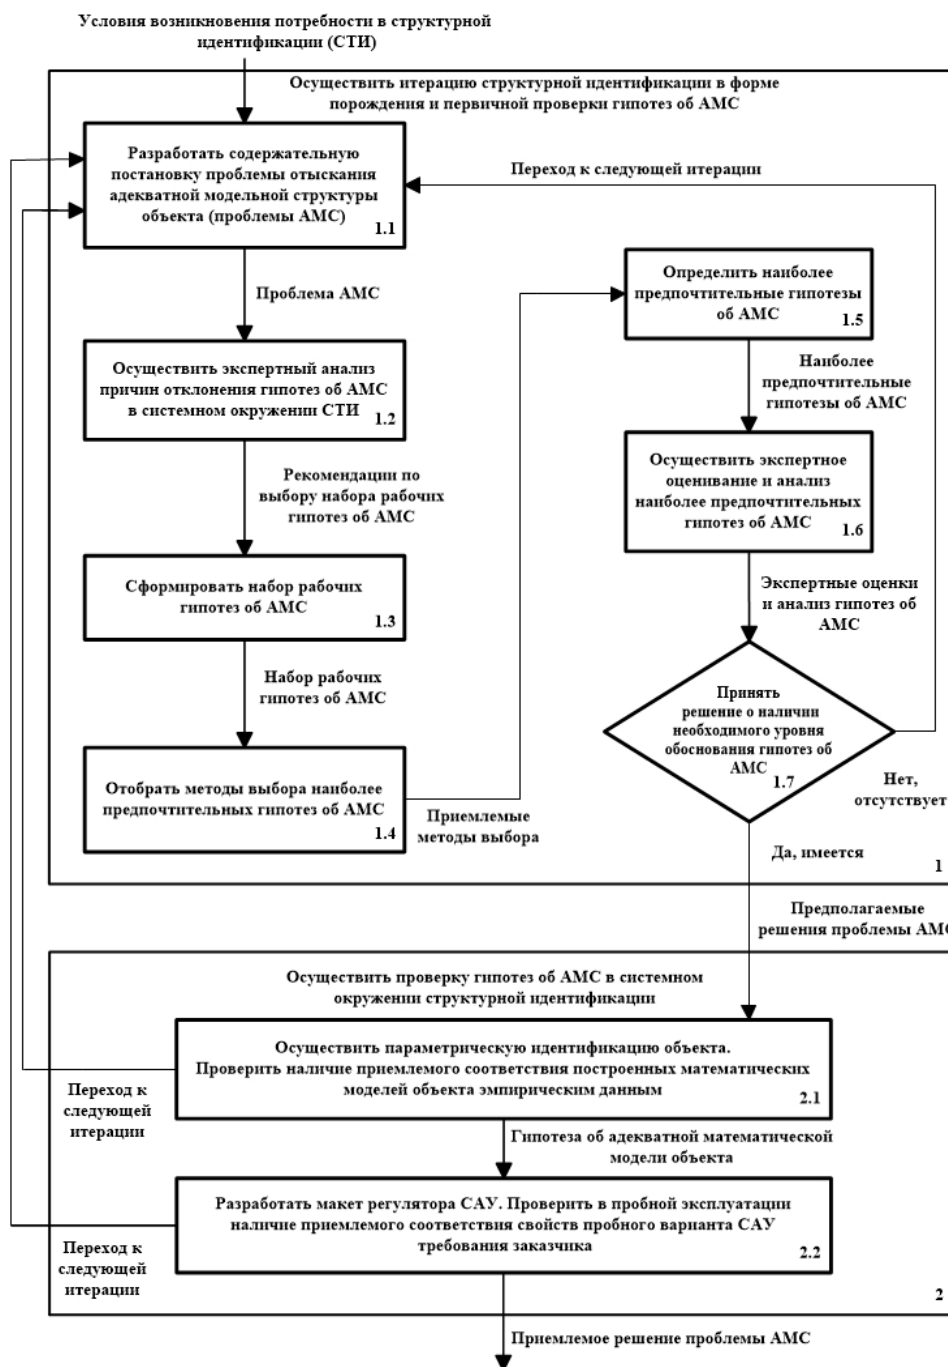 Условия возникновения потребности в структурной
идентификации (СТИ)
Осуществить итерацию структурной идентификации в форме
порождения и первичной проверки гипотез об АМС
Разработать содержательную
постановку проблемы отыскания
адекватной модельной структуры
объекта (проблемы АМС)
1.1
Переход к следующей итерации
Проблема АМС
Осуществить экспертный анализ
причин отклонения гипотез об АМС
в системном окружении СТИ
1.2
Рекомендации по
выбору набора рабочих
гипотез об АМС
Сформировать набор рабочих
гипотез об АМС
1.3
Набор рабочих
гипотез об АМС
Отобрать методы выбора наиболее
предпочтительных гипотез об АМС
1.4
Приемлемые
методы выбора
Определить наиболее
предпочтительные гипотезы
об АМС
1.5
Наиболее
предпочтительные
гипотезы об АМС
Осуществить экспертное
оценивание и анализ
наиболее предпочтительных
гипотез об АМС
1.6
Экспертные оценки
и анализ гипотез об
АМС
Принять
решение о наличии
необходимого уровня
обоснования гипотез об
АМС
1.7
Нет,
отсутствует
Да, имеется
1
Предполагаемые
решения проблемы АМС
Осуществить проверку гипотез об АМС в системном
окружении структурной идентификации
Осуществить параметрическую идентификацию объекта.
Проверить наличие приемлемого соответствия построенных математических
моделей объекта эмпирическим данным
2.1
Переход к
следующей
итерации
Гипотеза об адекватной математической
модели объекта
Разработать макет регулятора САУ. Проверить в пробной эксплуатации
наличие приемлемого соответствия свойств пробного варианта САУ
требования заказчика
2.2
Переход к
следующей
итерации
2
Приемлемое решение проблемы АМС